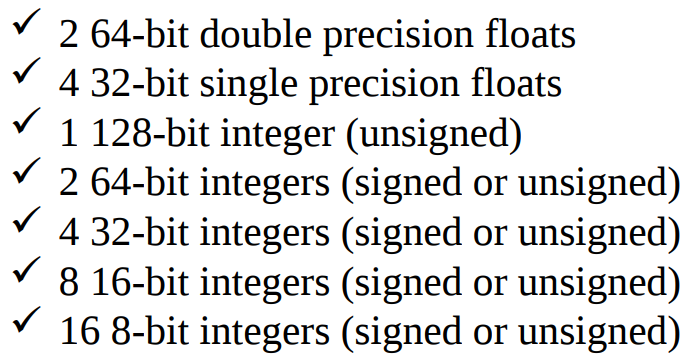 ✓ 2 64-bit double precision floats
✓ 4 32-bit single precision floats
✓ 1 128-bit integer (unsigned)
✓ 2 64-bit integers (signed or unsigned)
✓ 4 32-bit integers (signed or unsigned)
✓ 8 16-bit integers (signed or unsigned)
✓ 16 8-bit integers (signed or unsigned)